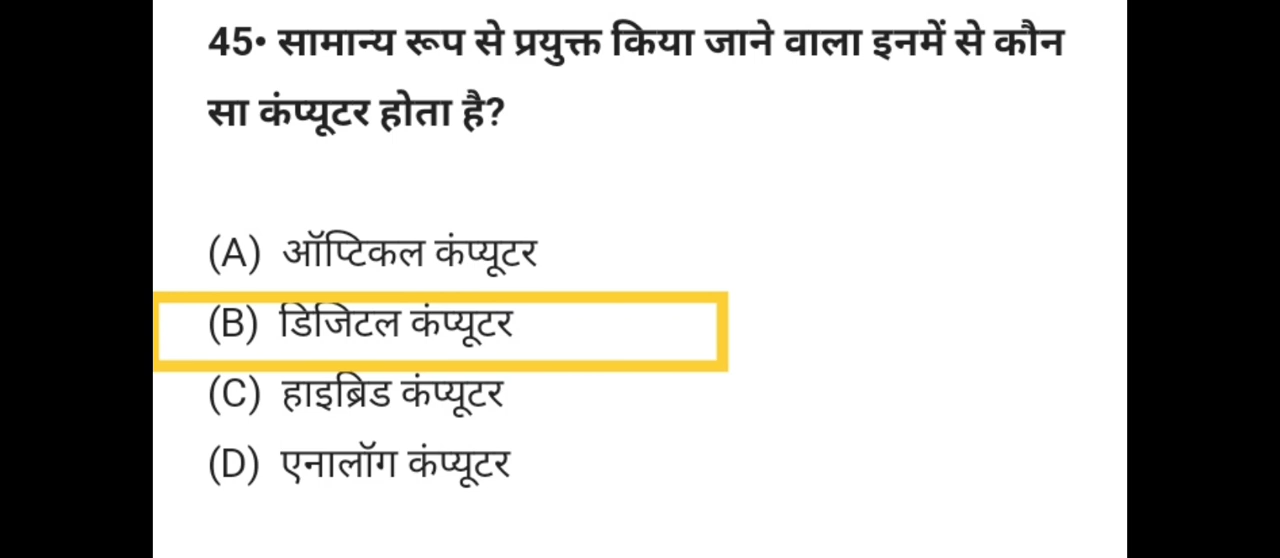 45• सामान्य रूप से प्रयुक्त किया जाने वाला इनमें से कौन
सा कंप्यूटर होता है?
(A) ऑप्टिकल कंप्यूटर
(B) डिजिटल कंप्यूटर
(C) हाइब्रिड कंप्यूटर
(D) एनालॉग कंप्यूटर